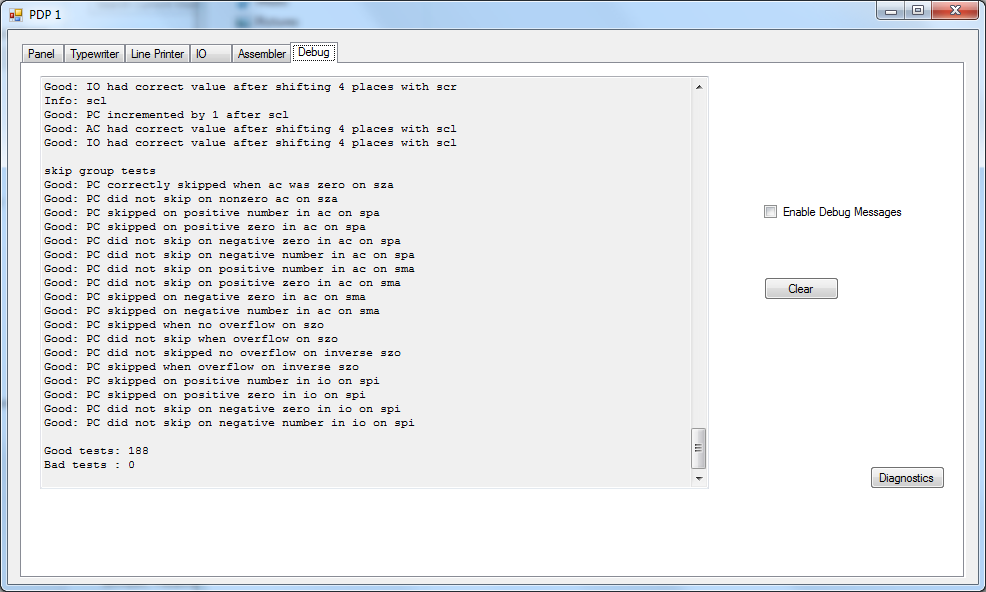 PDP 1
Panel Typewriter Line Printer IO Assembler Debug
Good: IO had correct value after shifting 4 places with scr
Info: scl
Good: PC incremented by 1 after scl
Good: AC had correct value after shifting 4 places with scl
Good: IO had correct value after shifting 4 places with scl
skip group tests
Good: PC correctly skipped when ac was zero on sza
Good: PC did not skip on nonzero ac on sza
Good: PC skipped on positive number in ac on spa
Good: PC skipped on positive zero in ac on spa
Good: PC did not skip on negative zero in ac on spa
Good: PC did not skip on negative number in ac on spa
Good: PC did not skip on positive number in ac on sma
Good: PC did not skip on positive zero in ac on sma
Good: PC skipped on negative zero in ac on sma
Good: PC skipped on negative number in ac on sma
Good: PC skipped when no overflow on szo
Good: PC did not skip when overflow on szo
Good: PC did not skipped no overflow on inverse szo
Good: PC skipped when overflow on inverse szo
Good: PC skipped on positive number in io on spi
Good: PC skipped on positive zero in io on spi
Good: PC did not skip on negative zero in io on spi
Good: PC did not skip on negative number in io on spi
Good tests: 188
Bad tests : 0
Enable Debug Messages
Clear
Diagnostics